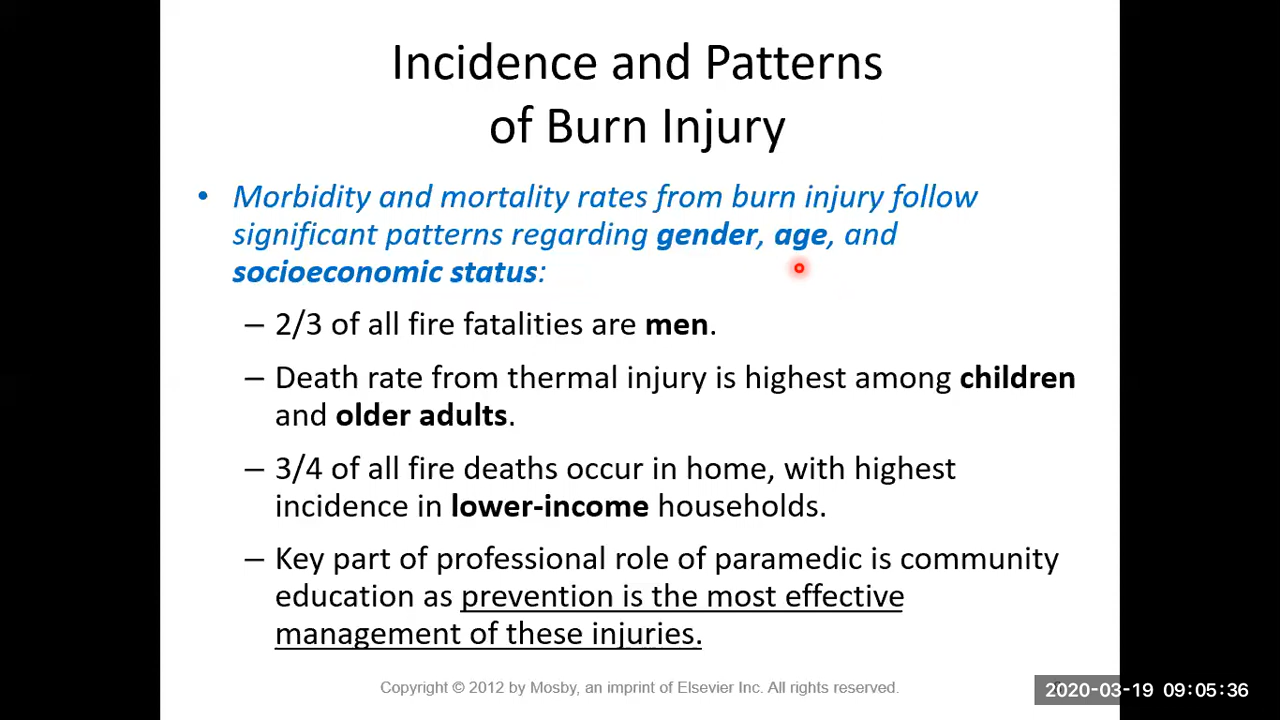 Incidence and Patterns
of Burn Injury
• Morbidity and mortality rates from burn injury follow
significant patterns regarding gender, age, and
socioeconomic status:
– 2/3 of all fire fatalities are men.
– Death rate from thermal injury is highest among children
and older adults.
– 3/4 of all fire deaths occur in home, with highest
incidence in lower-income households.
– Key part of professional role of paramedic is community
education as prevention is the most effective
management of these injuries.
Copyright © 2012 by Mosby, an imprint of Elsevier Inc. All rights reserved.
2020-03-19 09:05:36